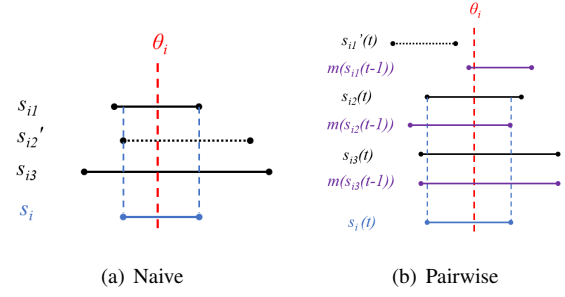 θi
si1
si2'
si3
si
(a) Naive
θi
si1'(t)
m(si1(t-1))
si2(t)
m(si2(t-1))
si3(t)
m(si3(t-1))
si(t)
(b) Pairwise